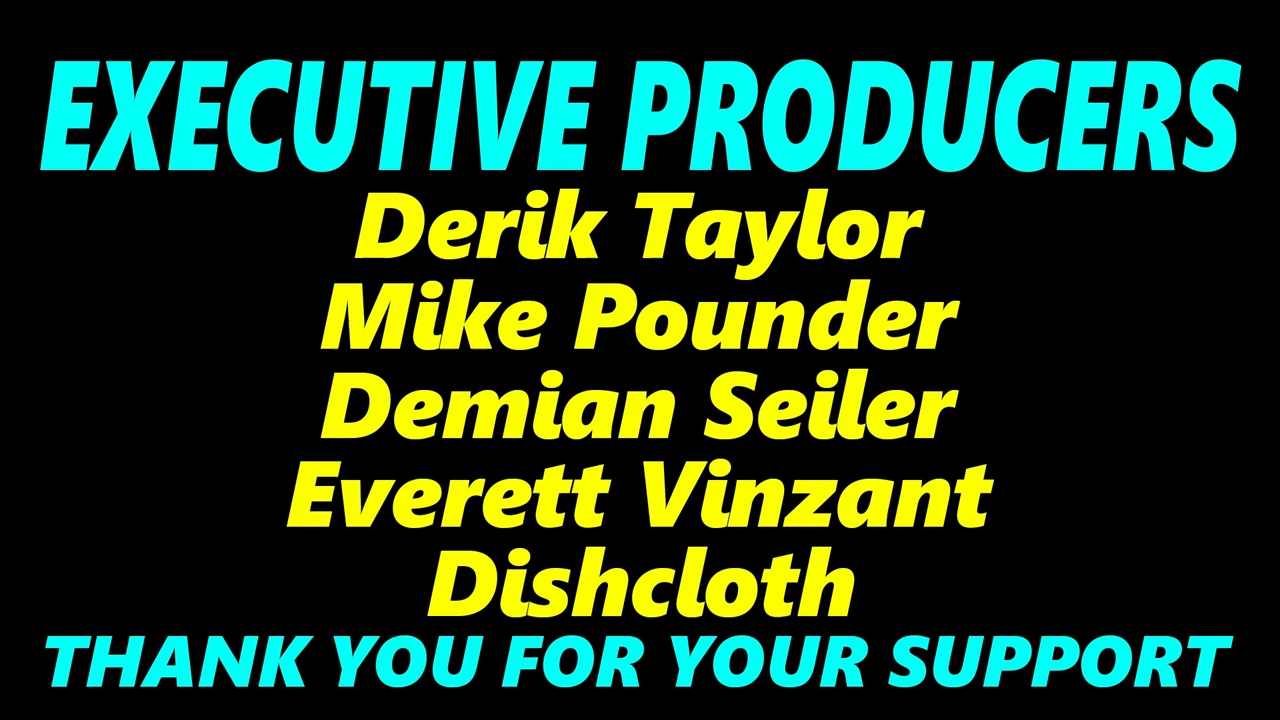 EXECUTIVE PRODUCERS
Derik Taylor
Mike Pounder
Demian Seiler
Everett Vinzant
Dishcloth
THANK YOU FOR YOUR SUPPORT